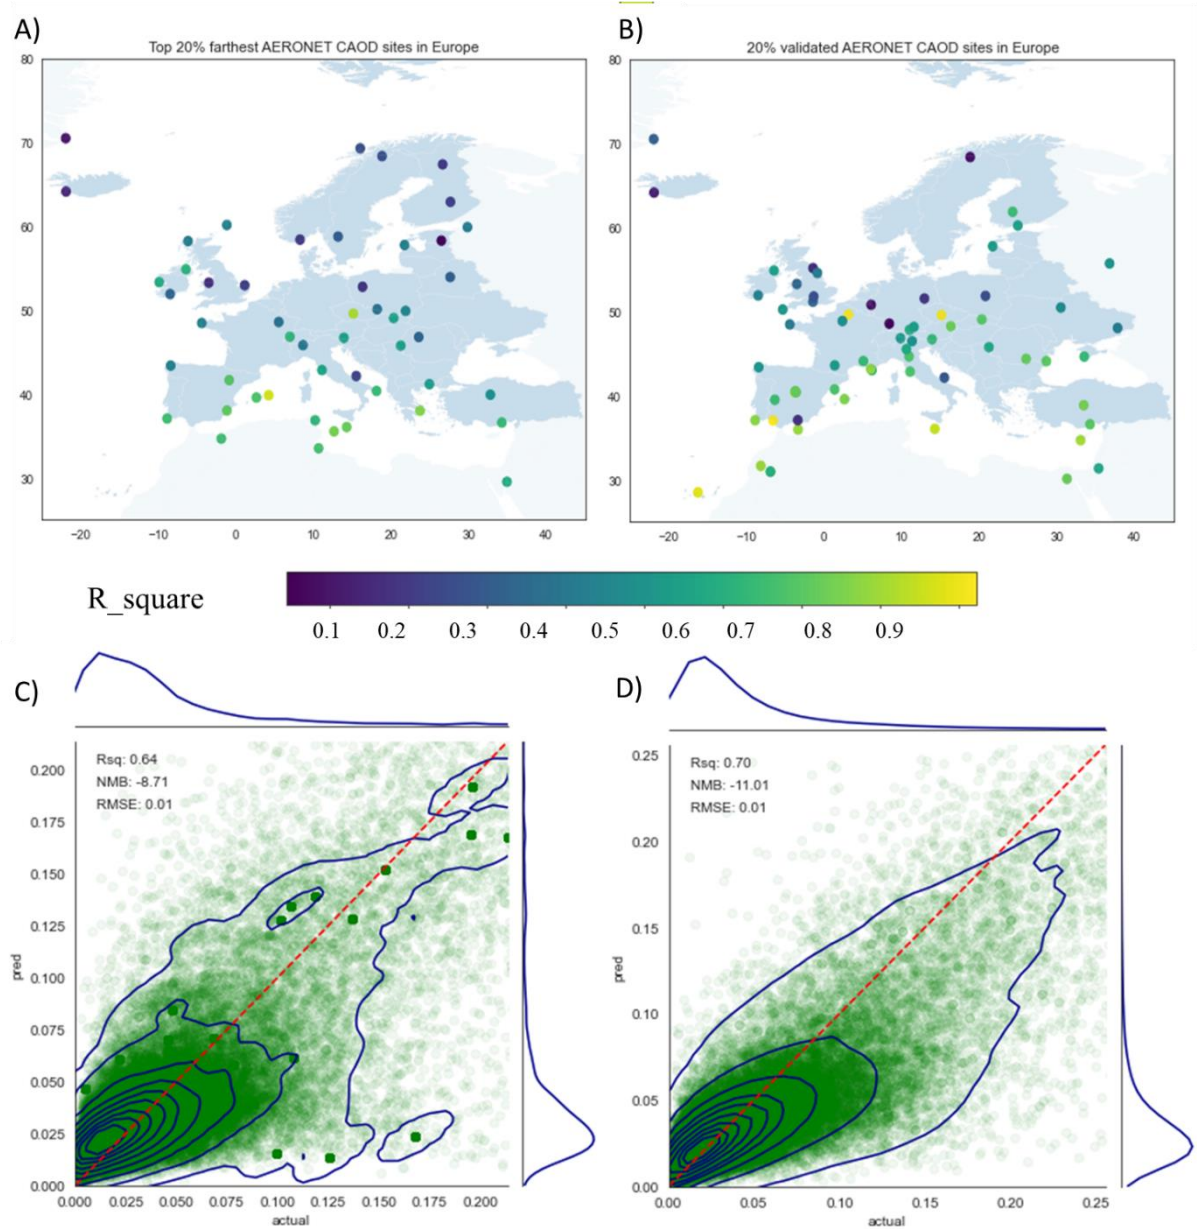 A)
Top 20% farthest AERONET CAOD sites in Europe
80
70
60
50
40
30
−20 −10 0 10 20 30 40
B)
20% validated AERONET CAOD sites in Europe
80
70
60
50
40
30
−20 −10 0 10 20 30 40
R_square
0.1 0.2 0.3 0.4 0.5 0.6 0.7 0.8 0.9
C)
Rsq: 0.64
NMB: -8.71
RMSE: 0.01
0.200
0.175
0.150
0.125
0.100
0.075
0.050
0.025
0.000
pred
0.000 0.025 0.050 0.075 0.100 0.125 0.150 0.175 0.200
actual
D)
Rsq: 0.70
NMB: -11.01
RMSE: 0.01
0.25
0.20
0.15
0.10
0.05
0.00
pred
0.00 0.05 0.10 0.15 0.20 0.25
actual